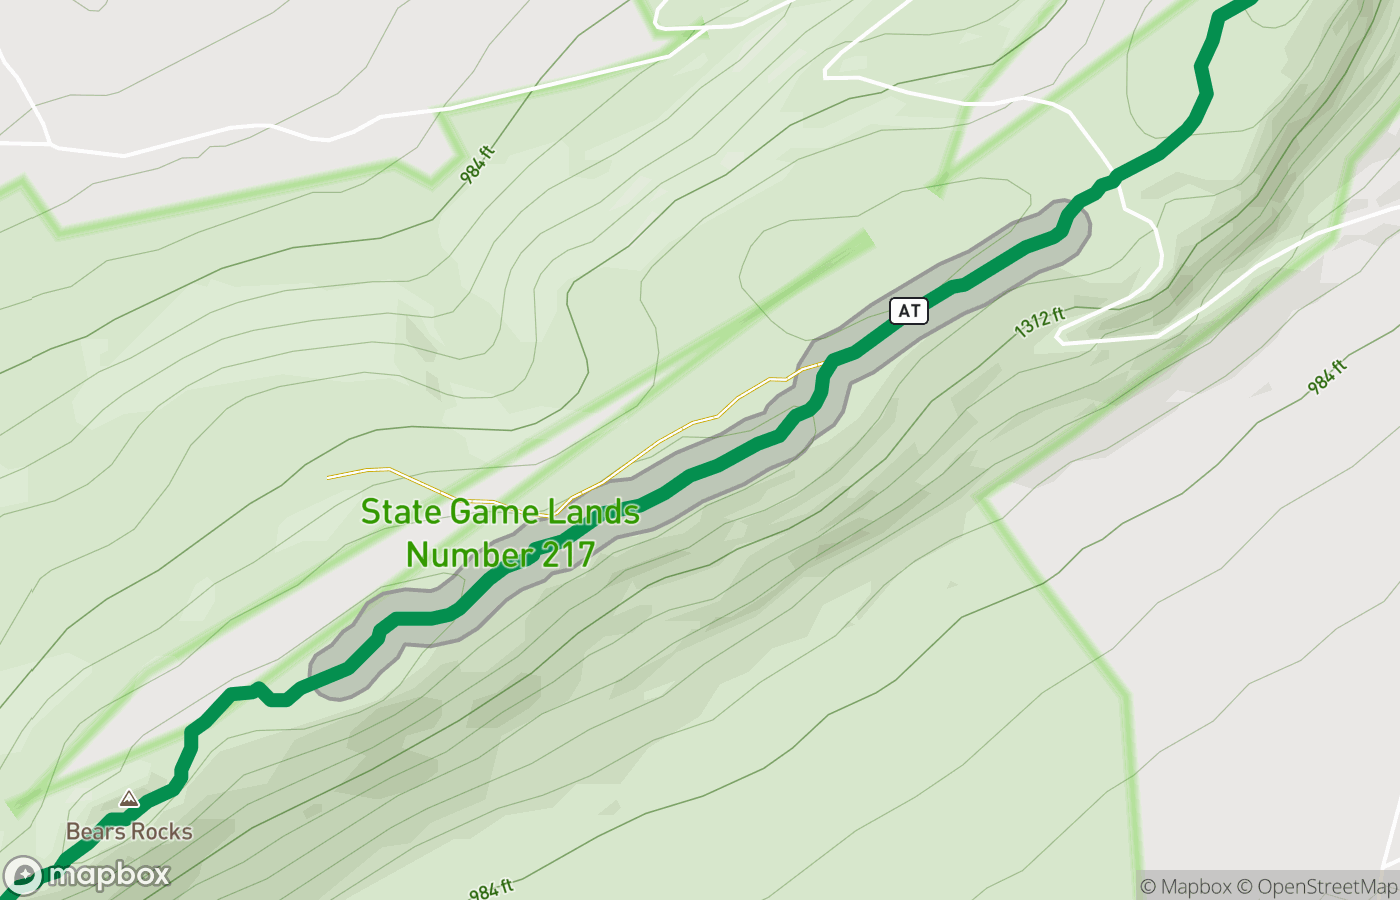 984 ft
AT
1312 ft
984 ft
State Game Lands
Number 217
Bears Rocks
mapbox
984 ft
© Mapbox © OpenStreetMap